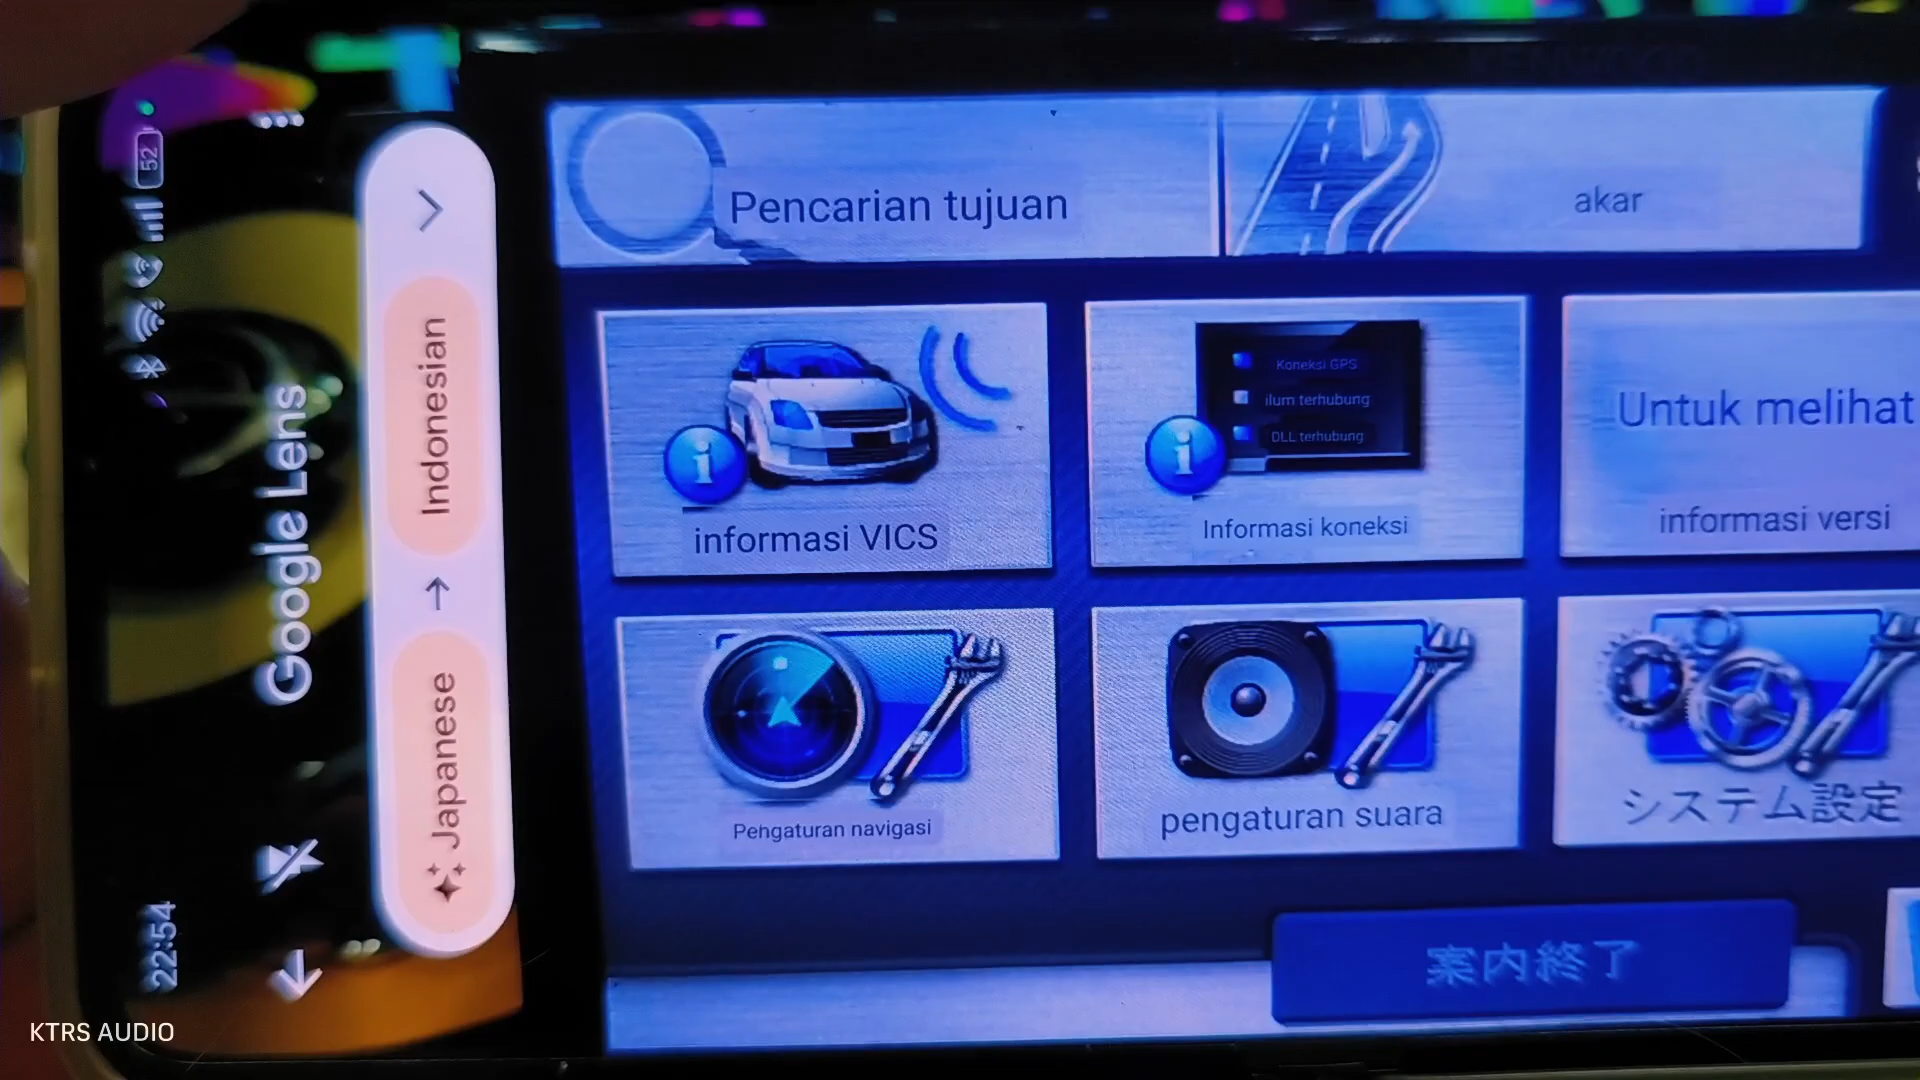 22:54
52
Google Lens
Japanese → Indonesian
Pencarian tujuan
akar
Koneksi GPS
ilum terhubung
DLL terhubung
Untuk melihat
informasi VICS
Informasi koneksi
informasi versi
Pengaturan navigasi
pengaturan suara
システム設定
案内終了
KTRS AUDIO